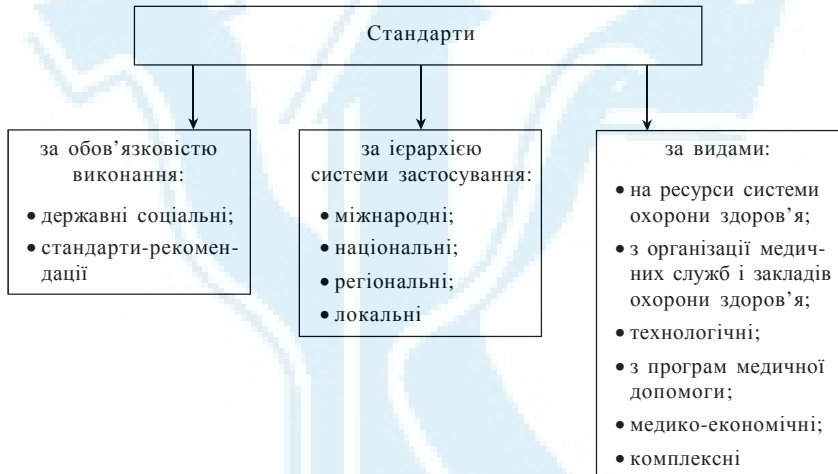 Стандарти
за обов’язковістю
виконання:
• державні соціальні;
• стандарти-рекомен-
дації
за ієрархією
системи застосування:
• міжнародні;
• національні;
• регіональні;
• локальні
за видами:
• на ресурси системи
охорони здоров’я;
• з організації медич-
них служб і закладів
охорони здоров’я;
• технологічні;
• з програм медичної
допомоги;
• медико-економічні;
• комплексні